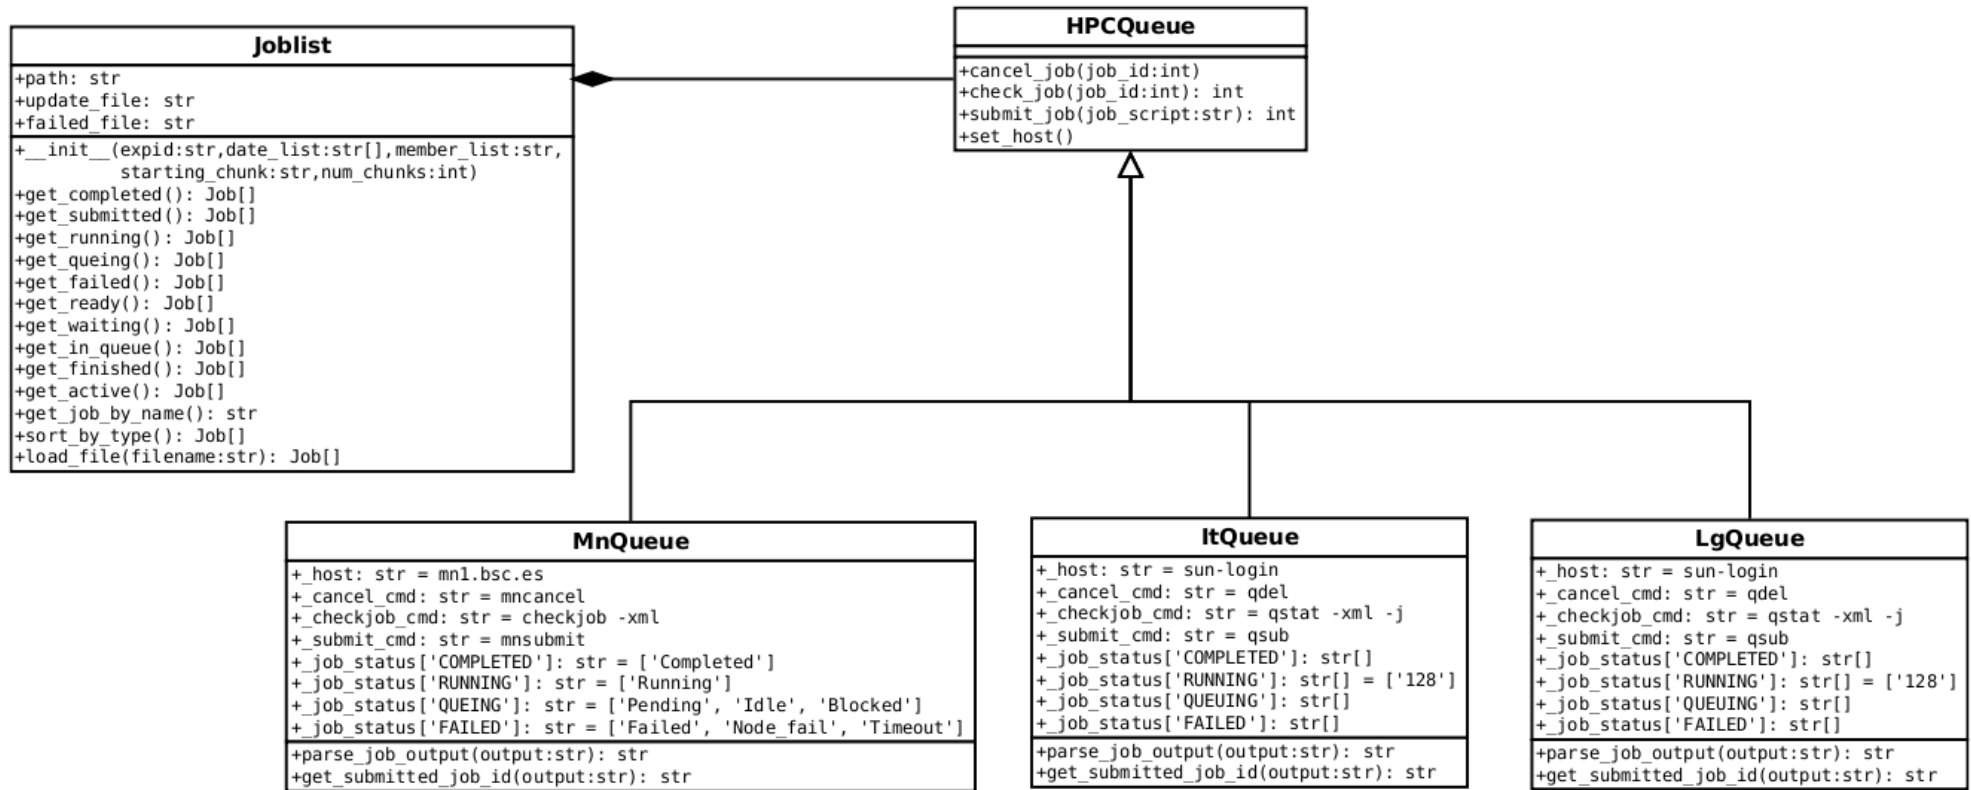 Joblist
+path: str
+update_file: str
+failed_file: str
+__init__(expid:str,date_list:str[],member_list:str,
starting_chunk:str,num_chunks:int)
+get_completed(): Job[]
+get_submitted(): Job[]
+get_running(): Job[]
+get_queing(): Job[]
+get_failed(): Job[]
+get_ready(): Job[]
+get_waiting(): Job[]
+get_in_queue(): Job[]
+get_finished(): Job[]
+get_active(): Job[]
+get_job_by_name(): str
+sort_by_type(): Job[]
+load_file(filename:str): Job[]
HPCQueue
+cancel_job(job_id:int)
+check_job(job_id:int): int
+submit_job(job_script:str): int
+set_host()
MnQueue
+_host: str = mn1.bsc.es
+_cancel_cmd: str = mncancel
+_checkjob_cmd: str = checkjob -xml
+_submit_cmd: str = mnsubmit
+_job_status['COMPLETED']: str = ['Completed']
+_job_status['RUNNING']: str = ['Running']
+_job_status['QUEING']: str = ['Pending', 'Idle', 'Blocked']
+_job_status['FAILED']: str = ['Failed', 'Node_fail', 'Timeout']
+parse_job_output(output:str): str
+get_submitted_job_id(output:str): str
ItQueue
+_host: str = sun-login
+_cancel_cmd: str = qdel
+_checkjob_cmd: str = qstat -xml -j
+_submit_cmd: str = qsub
+_job_status['COMPLETED']: str[]
+_job_status['RUNNING']: str[] = ['128']
+_job_status['QUEUING']: str[]
+_job_status['FAILED']: str[]
+parse_job_output(output:str): str
+get_submitted_job_id(output:str): str
LgQueue
+_host: str = sun-login
+_cancel_cmd: str = qdel
+_checkjob_cmd: str = qstat -xml -j
+_submit_cmd: str = qsub
+_job_status['COMPLETED']: str[]
+_job_status['RUNNING']: str[] = ['128']
+_job_status['QUEUING']: str[]
+_job_status['FAILED']: str[]
+parse_job_output(output:str): str
+get_submitted_job_id(output:str): str